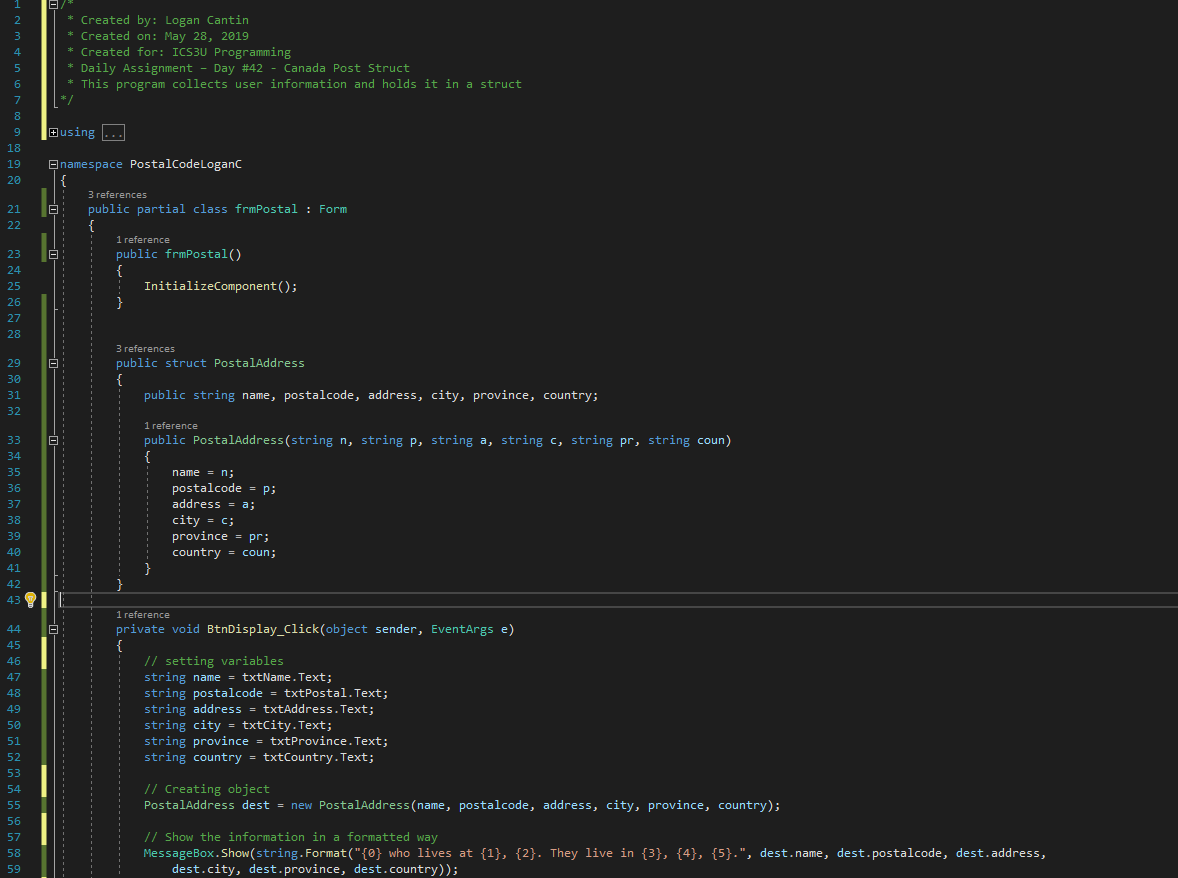 1 /*
2 * Created by: Logan Cantin
3 * Created on: May 28, 2019
4 * Created for: ICS3U Programming
5 * Daily Assignment – Day #42 - Canada Post Struct
6 * This program collects user information and holds it in a struct
7 */
8
9 using ...
18
19 namespace PostalCodeLoganC
20 {
3 references
21 public partial class frmPostal : Form
22 {
1 reference
23 public frmPostal()
24 {
25 InitializeComponent();
26 }
27
28
3 references
29 public struct PostalAddress
30 {
31 public string name, postalcode, address, city, province, country;
32
1 reference
33 public PostalAddress(string n, string p, string a, string c, string pr, string coun)
34 {
35 name = n;
36 postalcode = p;
37 address = a;
38 city = c;
39 province = pr;
40 country = coun;
41 }
42 }
43
1 reference
44 private void BtnDisplay_Click(object sender, EventArgs e)
45 {
46 // setting variables
47 string name = txtName.Text;
48 string postalcode = txtPostal.Text;
49 string address = txtAddress.Text;
50 string city = txtCity.Text;
51 string province = txtProvince.Text;
52 string country = txtCountry.Text;
53
54 // Creating object
55 PostalAddress dest = new PostalAddress(name, postalcode, address, city, province, country);
56
57 // Show the information in a formatted way
58 MessageBox.Show(string.Format("{0} who lives at {1}, {2}. They live in {3}, {4}, {5}.", dest.name, dest.postalcode, dest.address,
59 dest.city, dest.province, dest.country));